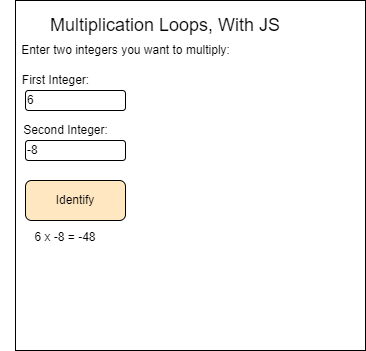 Multiplication Loops, With JS
Enter two integers you want to multiply:
First Integer:
6
Second Integer:
-8
Identify
6 x -8 = -48